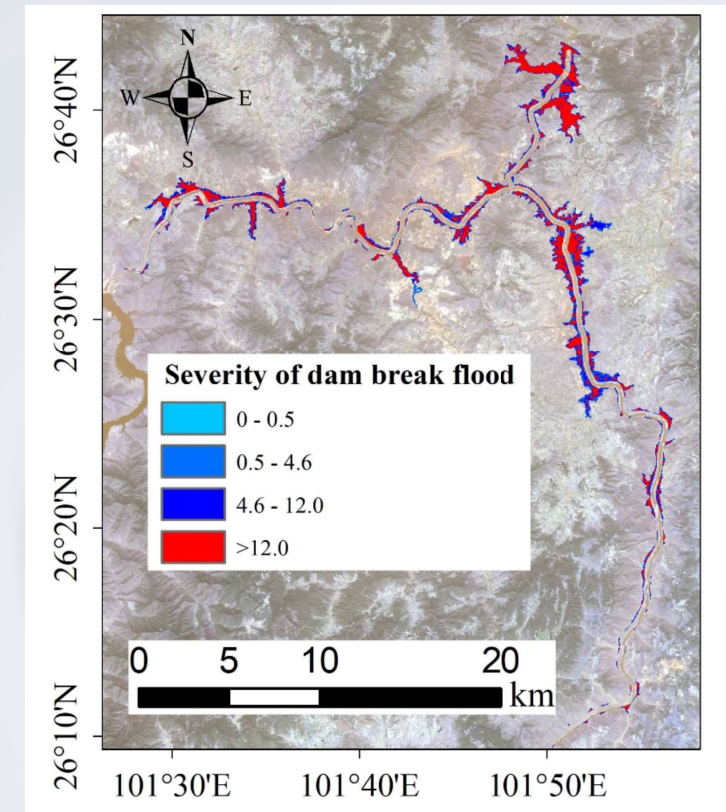 N
W E
S
26°40'N
26°30'N
26°20'N
26°10'N
Severity of dam break flood
0 - 0.5
0.5 - 4.6
4.6 - 12.0
>12.0
0 5 10 20
km
101°30'E 101°40'E 101°50'E